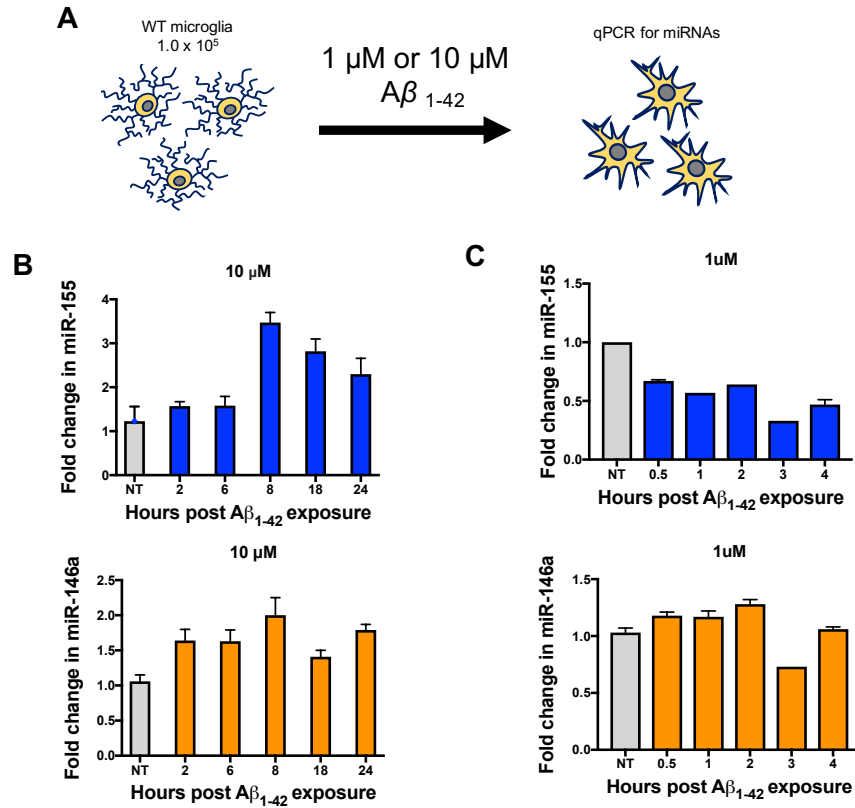 A
WT microglia
1.0 x 10⁵
1 µM or 10 µM
Aβ 1-42
qPCR for miRNAs
B
10 µM
Fold change in miR-155
4
3
2
1
0
NT 2 6 8 18 24
Hours post Aβ1-42 exposure
10 µM
Fold change in miR-146a
2.5
2.0
1.5
1.0
0.5
0.0
NT 2 6 8 18 24
Hours post Aβ1-42 exposure
C
1uM
Fold change in miR-155
1.5
1.0
0.5
0.0
NT 0.5 1 2 3 4
Hours post Aβ1-42 exposure
1uM
Fold change in miR-146a
1.5
1.0
0.5
0.0
NT 0.5 1 2 3 4
Hours post Aβ1-42 exposure